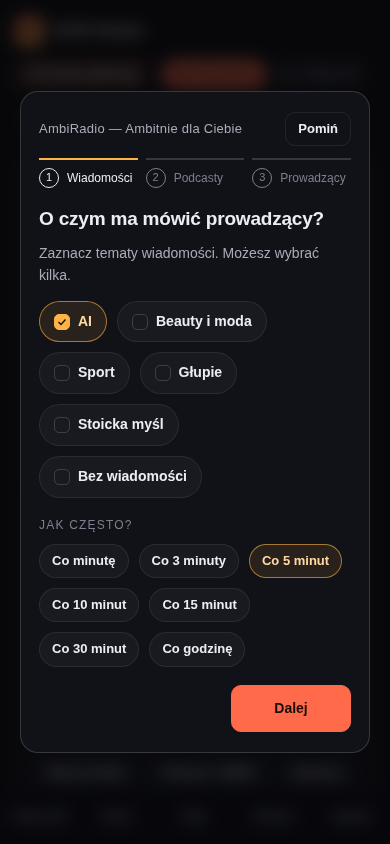 AmbiRadio — Ambitnie dla Ciebie
Pomiń
1 Wiadomości 2 Podcasty 3 Prowadzący
O czym ma mówić prowadzący?
Zaznacz tematy wiadomości. Możesz wybrać
kilka.
AI Beauty i moda
Sport Głupie
Stoicka myśl
Bez wiadomości
JAK CZĘSTO?
Co minutę Co 3 minuty Co 5 minut
Co 10 minut Co 15 minut
Co 30 minut Co godzinę
Dalej